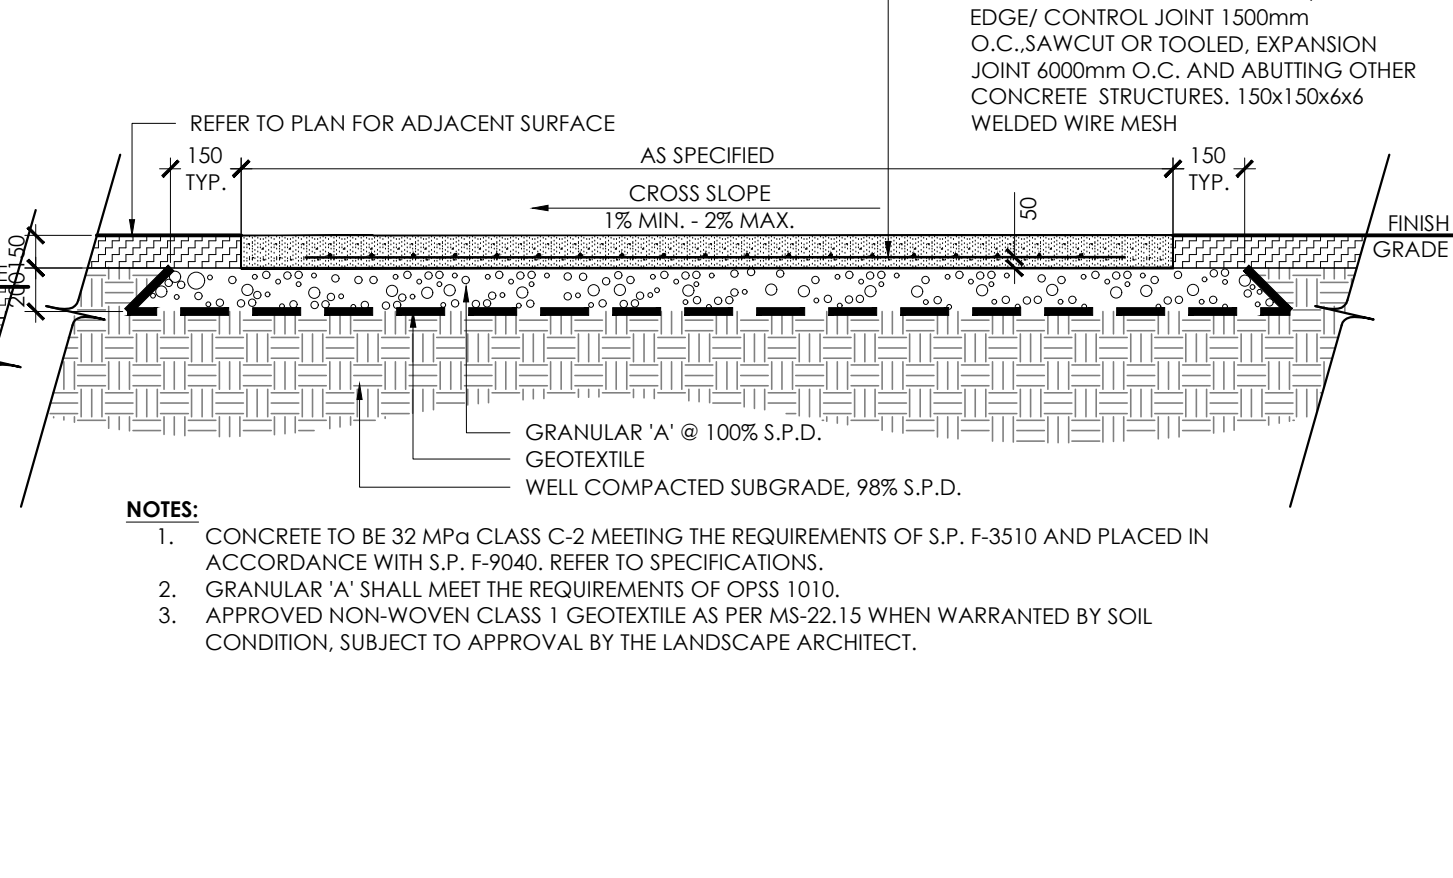 EDGE/ CONTROL JOINT 1500mm
O.C.,SAWCUT OR TOOLED, EXPANSION
JOINT 6000mm O.C. AND ABUTTING OTHER
CONCRETE STRUCTURES. 150x150x6x6
WELDED WIRE MESH
REFER TO PLAN FOR ADJACENT SURFACE
150
TYP.
AS SPECIFIED
150
TYP.
CROSS SLOPE
1% MIN. - 2% MAX.
50
FINISH
GRADE
150
200
GRANULAR 'A' @ 100% S.P.D.
GEOTEXTILE
WELL COMPACTED SUBGRADE, 98% S.P.D.
NOTES:
1. CONCRETE TO BE 32 MPa CLASS C-2 MEETING THE REQUIREMENTS OF S.P. F-3510 AND PLACED IN
ACCORDANCE WITH S.P. F-9040. REFER TO SPECIFICATIONS.
2. GRANULAR 'A' SHALL MEET THE REQUIREMENTS OF OPSS 1010.
3. APPROVED NON-WOVEN CLASS 1 GEOTEXTILE AS PER MS-22.15 WHEN WARRANTED BY SOIL
CONDITION, SUBJECT TO APPROVAL BY THE LANDSCAPE ARCHITECT.